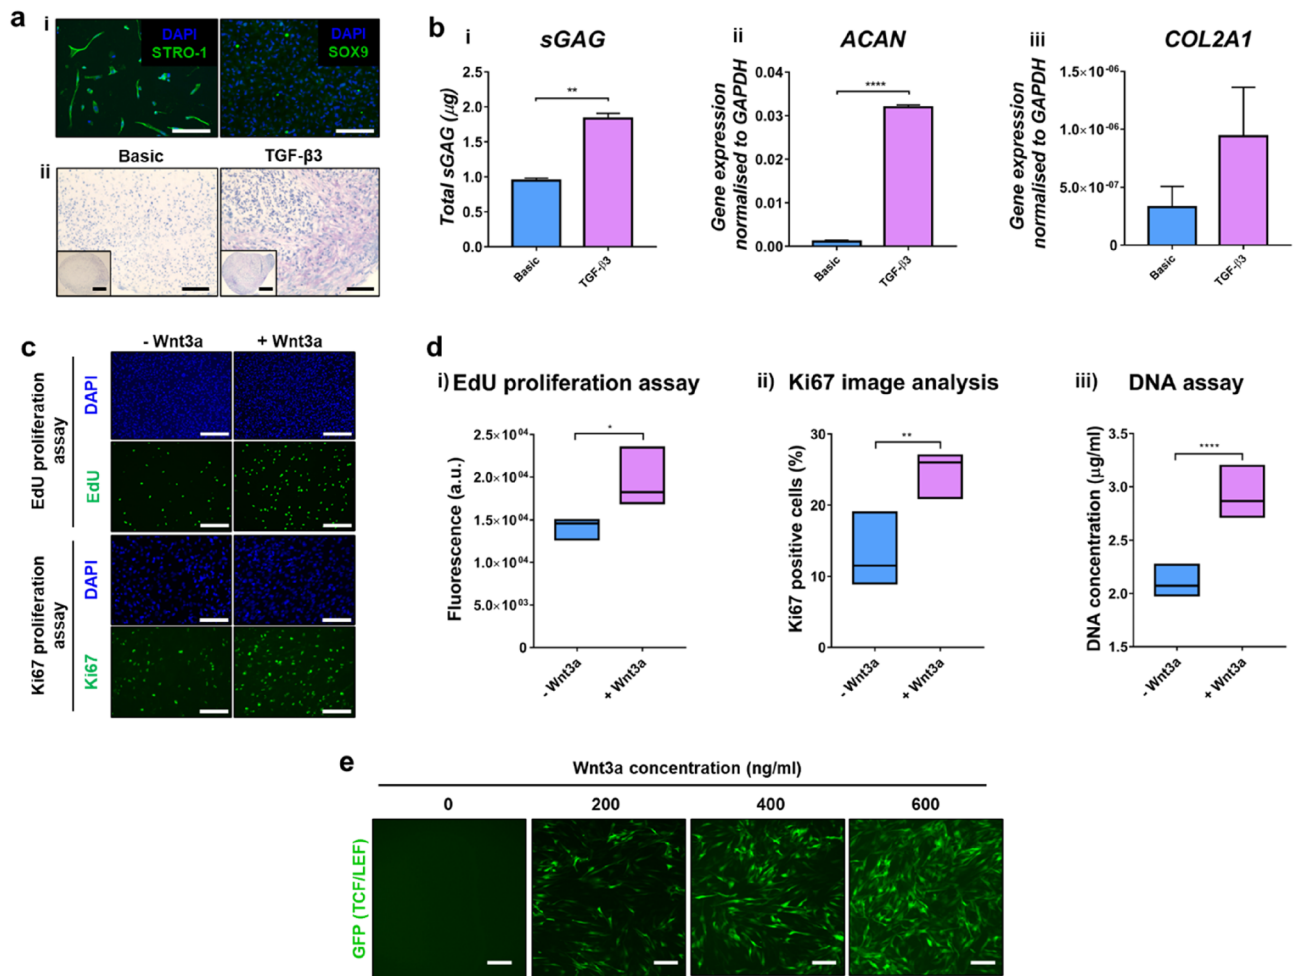 a
i
DAPI
STRO-1
DAPI
SOX9
ii
Basic
TGF-β3
b
i
sGAG
Total sGAG (μg)
2.5
2.0
1.5
1.0
0.5
0.0
**
Basic
TGF-β3
ii
ACAN
Gene expression
normalised to GAPDH
0.04
0.03
0.02
0.01
0.00
****
Basic
TGF-β3
iii
COL2A1
Gene expression
normalised to GAPDH
1.5×10-06
1.0×10-06
5.0×10-07
0
Basic
TGF-β3
c
- Wnt3a
+ Wnt3a
EdU proliferation
assay
DAPI
EdU
Ki67 proliferation
assay
DAPI
Ki67
d
i) EdU proliferation assay
Fluorescence (a.u.)
2.5×1004
2.0×1004
1.5×1004
1.0×1004
5.0×1003
0
*
- Wnt3a
+ Wnt3a
ii) Ki67 image analysis
Ki67 positive cells (%)
30
20
10
0
**
- Wnt3a
+ Wnt3a
iii) DNA assay
DNA concentration (μg/ml)
3.5
3.0
2.5
2.0
1.5
****
- Wnt3a
+ Wnt3a
e
Wnt3a concentration (ng/ml)
0
200
400
600
GFP (TCF/LEF)